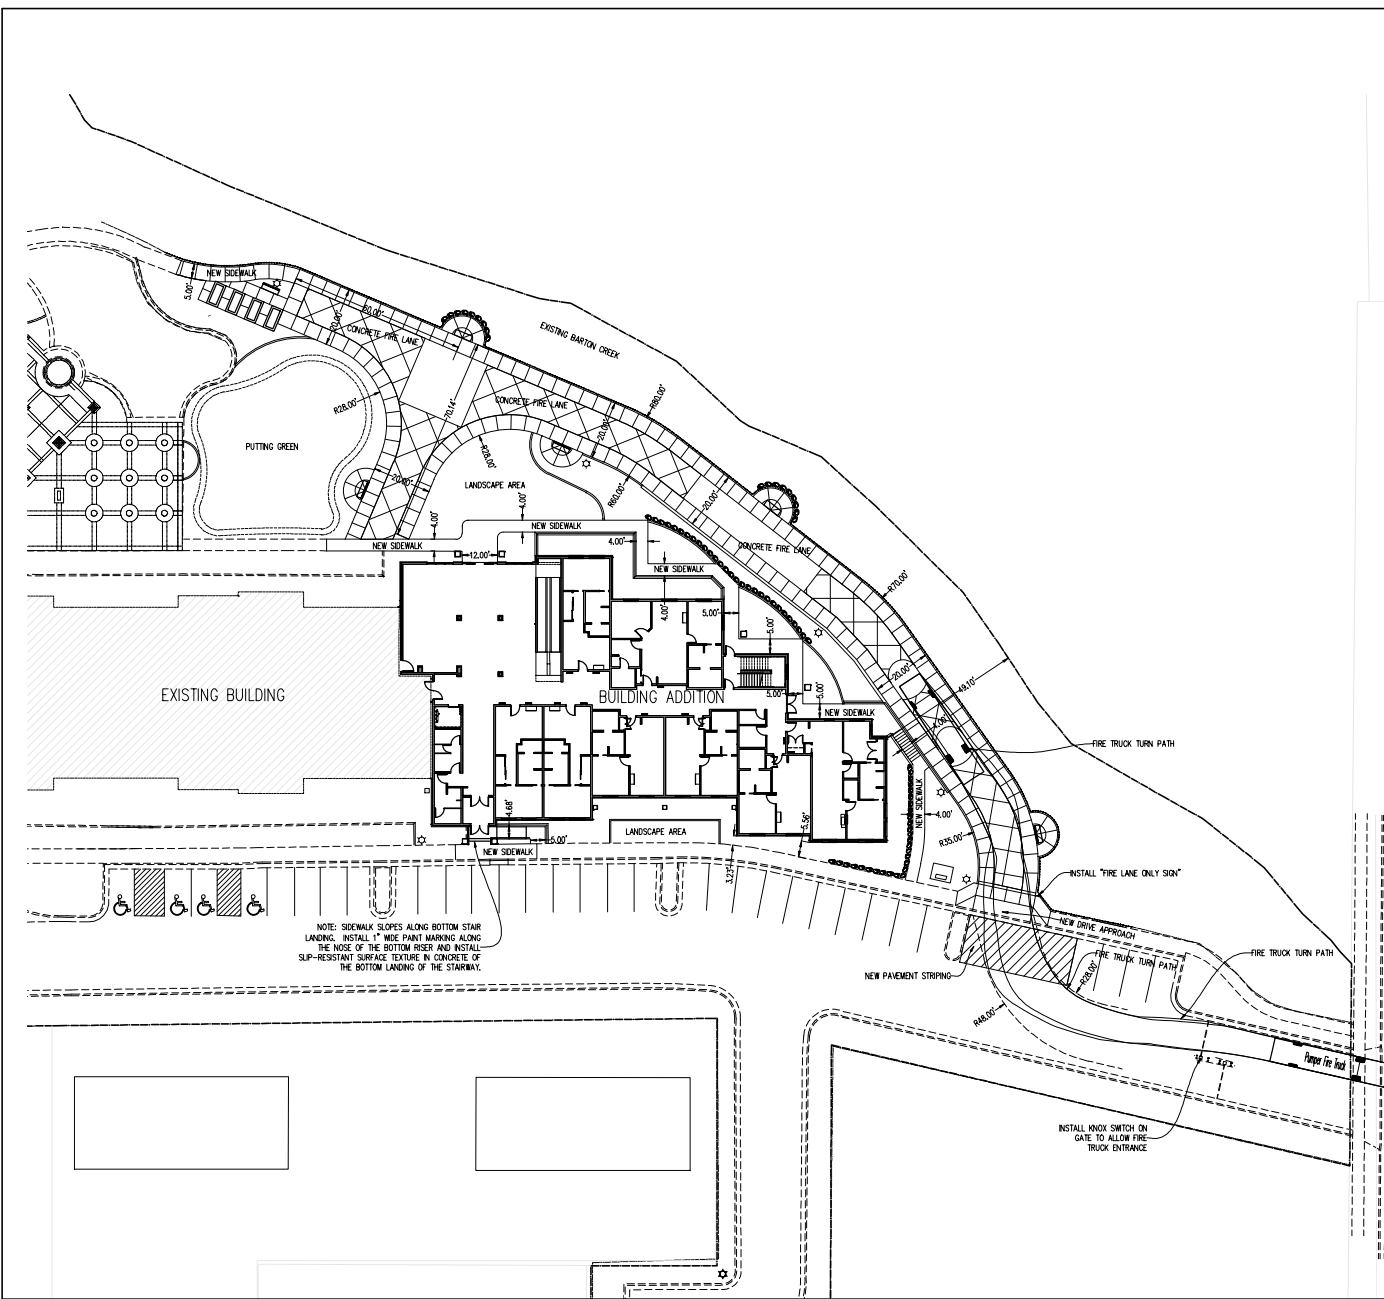 NEW SIDEWALK
5.00'
80.00'
20.00'
CONCRETE FIRE LANE
EXISTING BARTON CREEK
R28.00'
70.14'
CONCRETE FIRE LANE
R80.00'
20.00'
PUTTING GREEN
R28.00'
20.00'
LANDSCAPE AREA
R60.00'
20.00'
4.00'
4.00'
NEW SIDEWALK
NEW SIDEWALK
12.00'
4.00'
CONCRETE FIRE LANE
NEW SIDEWALK
R70.00'
4.00'
5.00'
5.00'
20.00'
49.10'
EXISTING BUILDING
BUILDING ADDITION
5.00'
5.00'
NEW SIDEWALK
4.00'
FIRE TRUCK TURN PATH
NEW SIDEWALK
4.00'
4.68'
5.00'
LANDSCAPE AREA
5.56'
R35.00'
NEW SIDEWALK
3.23'
INSTALL "FIRE LANE ONLY SIGN"
NEW DRIVE APPROACH
NOTE: SIDEWALK SLOPES ALONG BOTTOM STAIR
LANDING. INSTALL 1" WIDE PAINT MARKING ALONG
THE NOSE OF THE BOTTOM RISER AND INSTALL
SLIP-RESISTANT SURFACE TEXTURE IN CONCRETE OF
THE BOTTOM LANDING OF THE STAIRWAY.
FIRE TRUCK TURN PATH
FIRE TRUCK TURN PATH
NEW PAVEMENT STRIPING
R28.00'
R48.00'
Pumper Fire Truck
INSTALL KNOX SWITCH ON
GATE TO ALLOW FIRE
TRUCK ENTRANCE